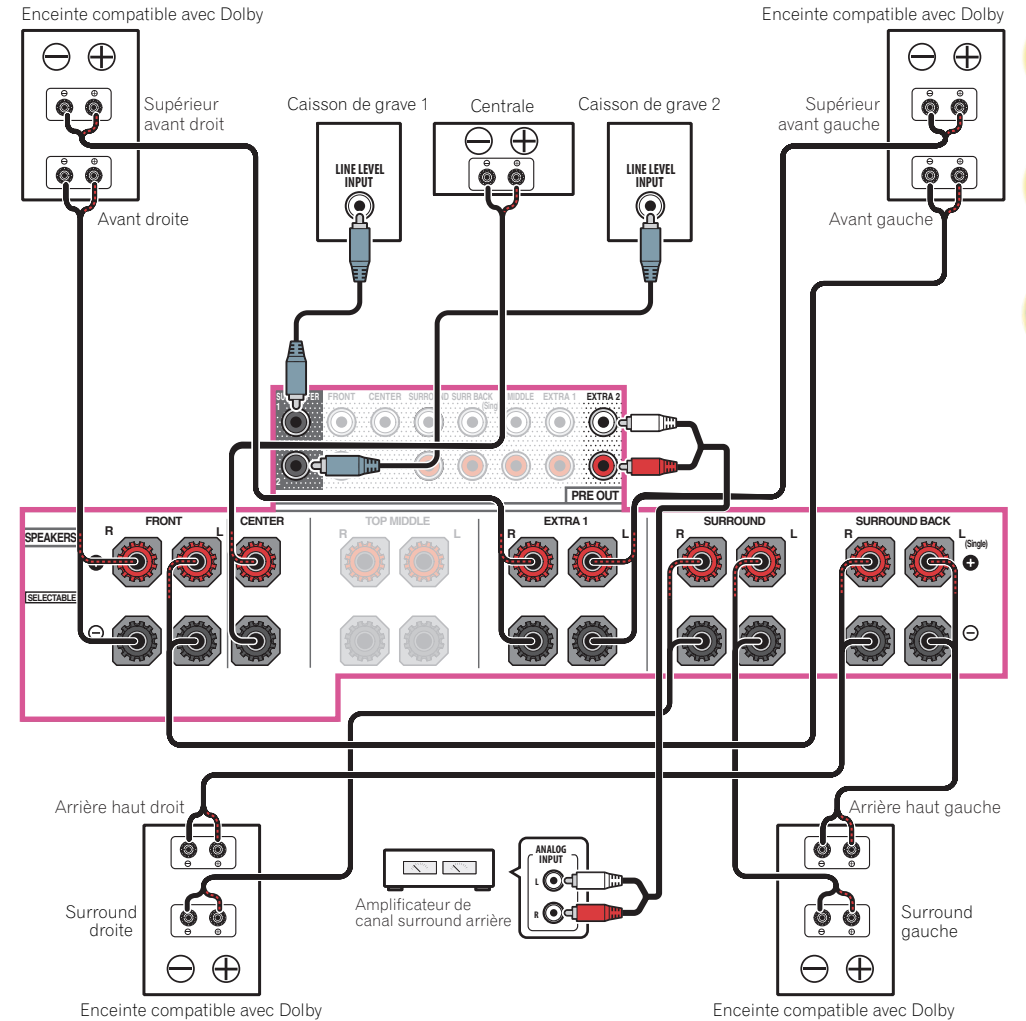 Enceinte compatible avec Dolby
Enceinte compatible avec Dolby
Supérieur
avant droit
Caisson de grave 1
Centrale
Caisson de grave 2
Supérieur
avant gauche
LINE LEVEL
INPUT
LINE LEVEL
INPUT
Avant droite
Avant gauche
FRONT
CENTER
SURROUND
SURR BACK
(Sing
MIDDLE
EXTRA 1
EXTRA 2
1
2
PRE OUT
SPEAKERS
FRONT
CENTER
TOP MIDDLE
EXTRA 1
SURROUND
SURROUND BACK
R
L
R
L
R
L
R
L
R
L
(Single)
SELECTABLE
Arrière haut droit
Arrière haut gauche
ANALOG
INPUT
L
R
Amplificateur de
canal surround arrière
Surround
droite
Surround
gauche
Enceinte compatible avec Dolby
Enceinte compatible avec Dolby